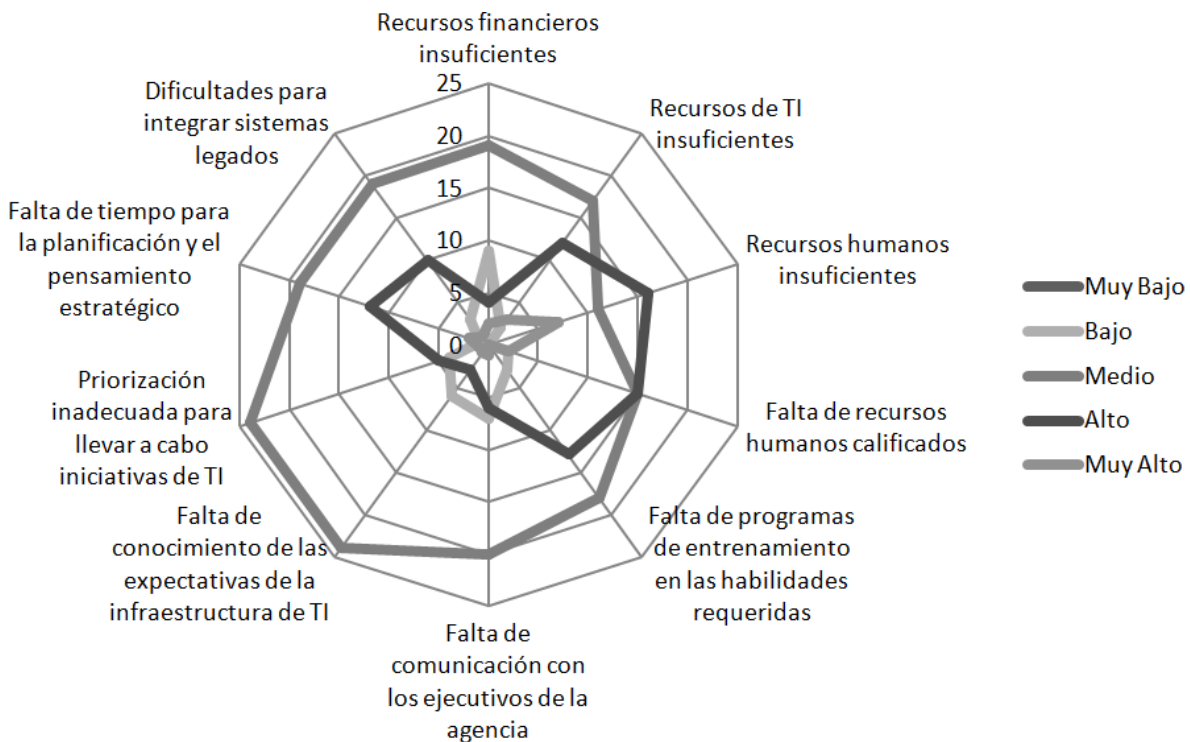 Recursos financieros
insuficientes
Recursos de TI
insuficientes
Recursos humanos
insuficientes
Falta de recursos
humanos calificados
Falta de programas
de entrenamiento
en las habilidades
requeridas
Falta de
comunicación con
los ejecutivos de la
agencia
Falta de
conocimiento de las
expectativas de la
infraestructura de TI
Priorización
inadecuada para
llevar a cabo
iniciativas de TI
Falta de tiempo para
la planificación y el
pensamiento
estratégico
Dificultades para
integrar sistemas
legados
25
20
15
10
5
0
Muy Bajo
Bajo
Medio
Alto
Muy Alto